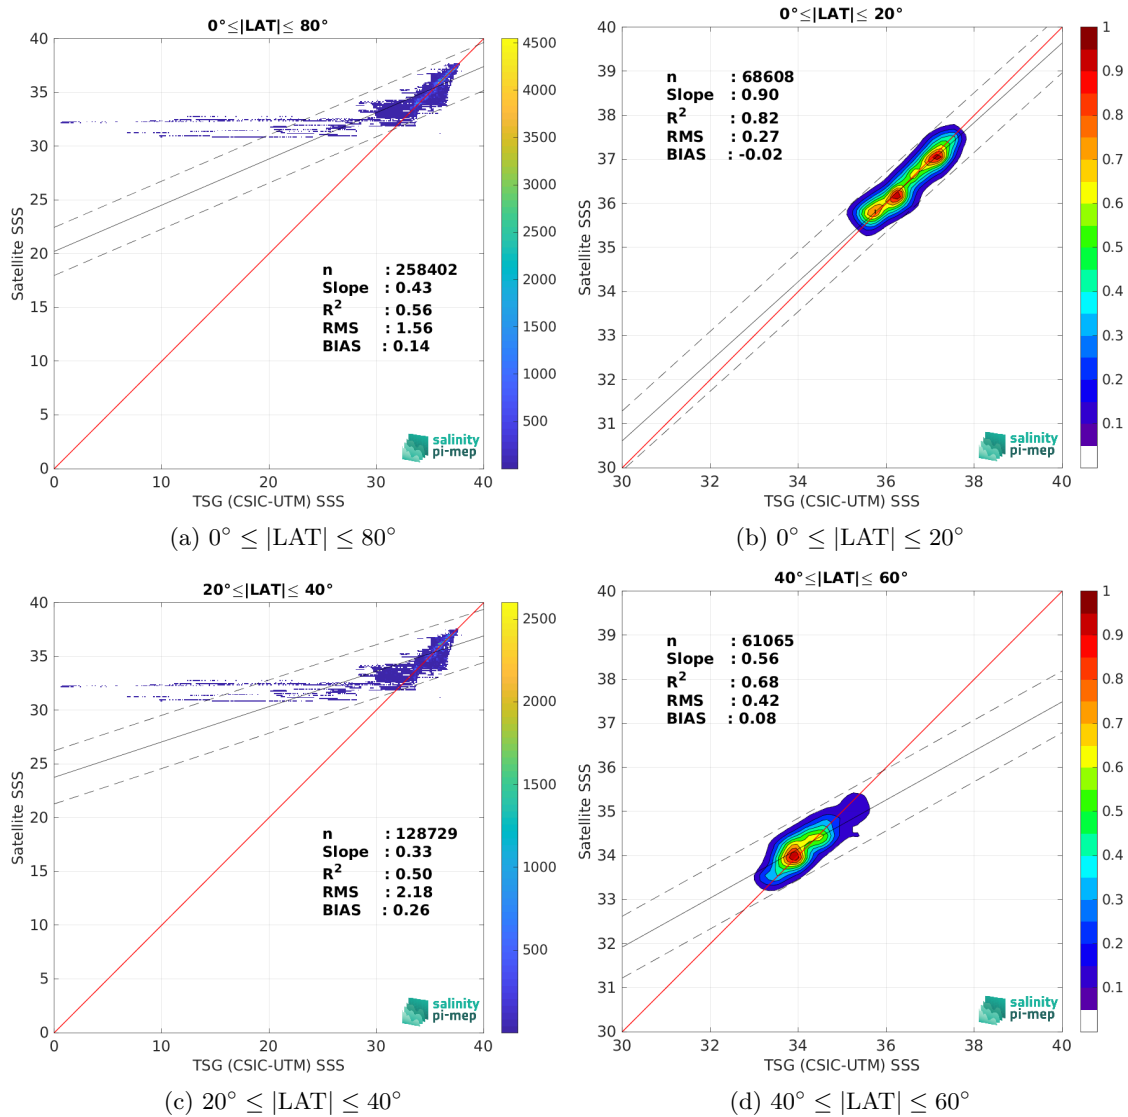 0°≤|LAT|≤ 80°
40
35
30
25
20
15
10
5
0
Satellite SSS
n : 258402
Slope : 0.43
R² : 0.56
RMS : 1.56
BIAS : 0.14
salinity
pi-mep
0 10 20 30 40
TSG (CSIC-UTM) SSS
4500
4000
3500
3000
2500
2000
1500
1000
500
(a) 0° ≤ |LAT| ≤ 80°
0°≤|LAT|≤ 20°
40
39
38
37
36
35
34
33
32
31
30
Satellite SSS
n : 68608
Slope : 0.90
R² : 0.82
RMS : 0.27
BIAS : -0.02
salinity
pi-mep
30 32 34 36 38 40
TSG (CSIC-UTM) SSS
1
0.9
0.8
0.7
0.6
0.5
0.4
0.3
0.2
0.1
(b) 0° ≤ |LAT| ≤ 20°
20°≤|LAT|≤ 40°
40
35
30
25
20
15
10
5
0
Satellite SSS
n : 128729
Slope : 0.33
R² : 0.50
RMS : 2.18
BIAS : 0.26
salinity
pi-mep
0 10 20 30 40
TSG (CSIC-UTM) SSS
2500
2000
1500
1000
500
(c) 20° ≤ |LAT| ≤ 40°
40°≤|LAT|≤ 60°
40
39
38
37
36
35
34
33
32
31
30
Satellite SSS
n : 61065
Slope : 0.56
R² : 0.68
RMS : 0.42
BIAS : 0.08
salinity
pi-mep
30 32 34 36 38 40
TSG (CSIC-UTM) SSS
1
0.9
0.8
0.7
0.6
0.5
0.4
0.3
0.2
0.1
(d) 40° ≤ |LAT| ≤ 60°